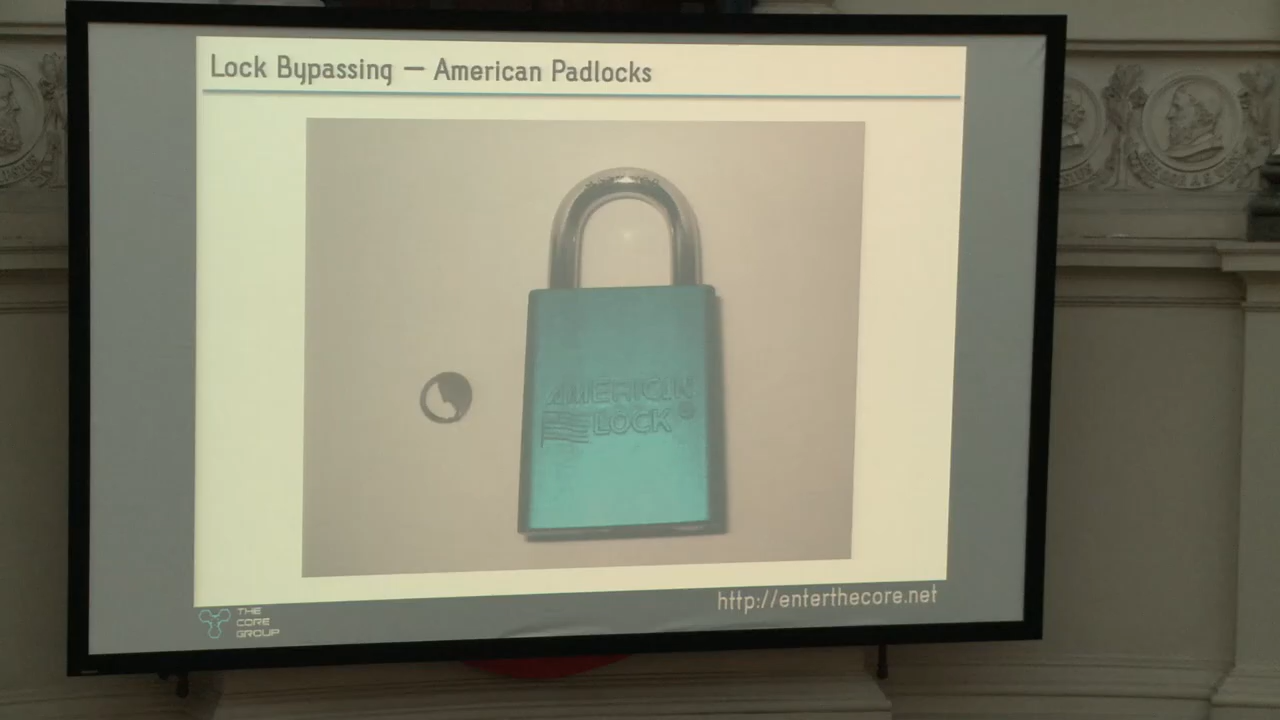 Lock Bypassing — American Padlocks
AMERICAN
LOCK®
THE
CORE
GROUP
http://enterthecore.net